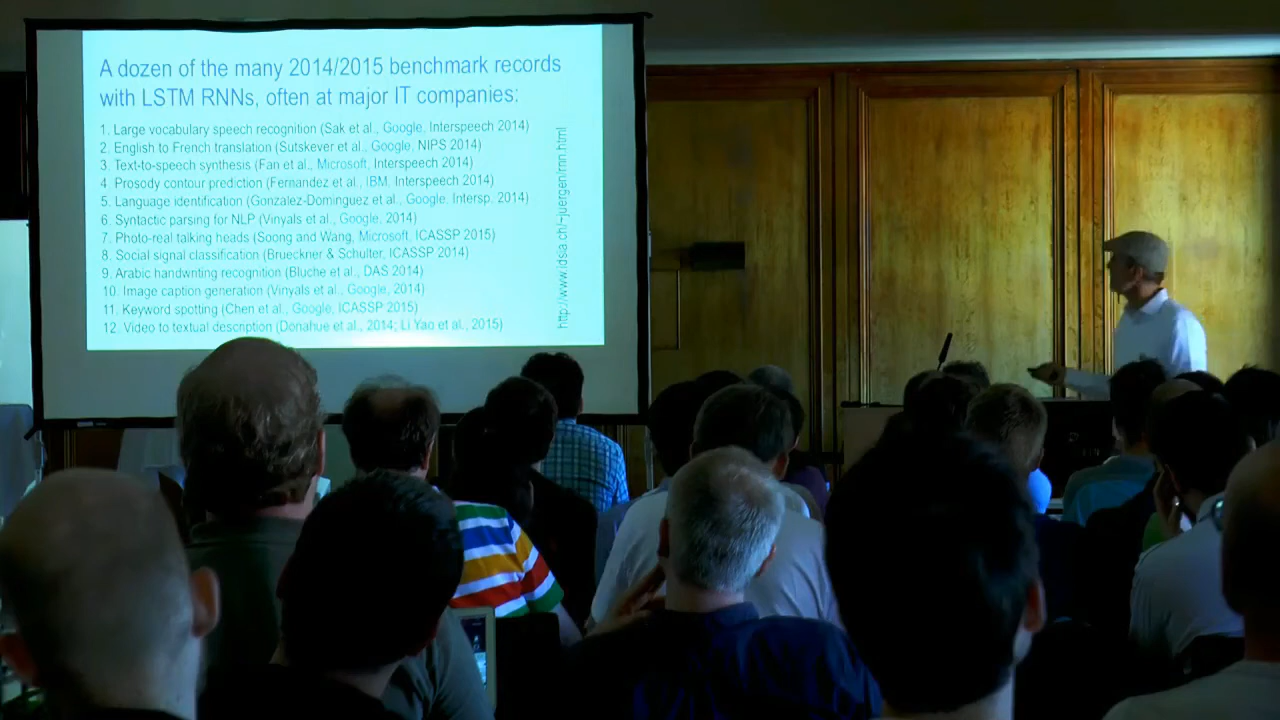 A dozen of the many 2014/2015 benchmark records
with LSTM RNNs, often at major IT companies:
1. Large vocabulary speech recognition (Sak et al., Google, Interspeech 2014)
2. English to French translation (Sutskever et al., Google, NIPS 2014)
3. Text-to-speech synthesis (Fan et al., Microsoft, Interspeech 2014)
4. Prosody contour prediction (Fernandez et al., IBM, Interspeech 2014)
5. Language identification (Gonzalez-Dominguez et al., Google, Intersp. 2014)
6. Syntactic parsing for NLP (Vinyals et al., Google, 2014)
7. Photo-real talking heads (Soong and Wang, Microsoft, ICASSP 2015)
8. Social signal classification (Brueckner & Schulter, ICASSP 2014)
9. Arabic handwriting recognition (Bluche et al., DAS 2014)
10. Image caption generation (Vinyals et al., Google, 2014)
11. Keyword spotting (Chen et al., Google, ICASSP 2015)
12. Video to textual description (Donahue et al., 2014; Li Yao et al., 2015)
http://www.idsia.ch/~juergen/rnn.html